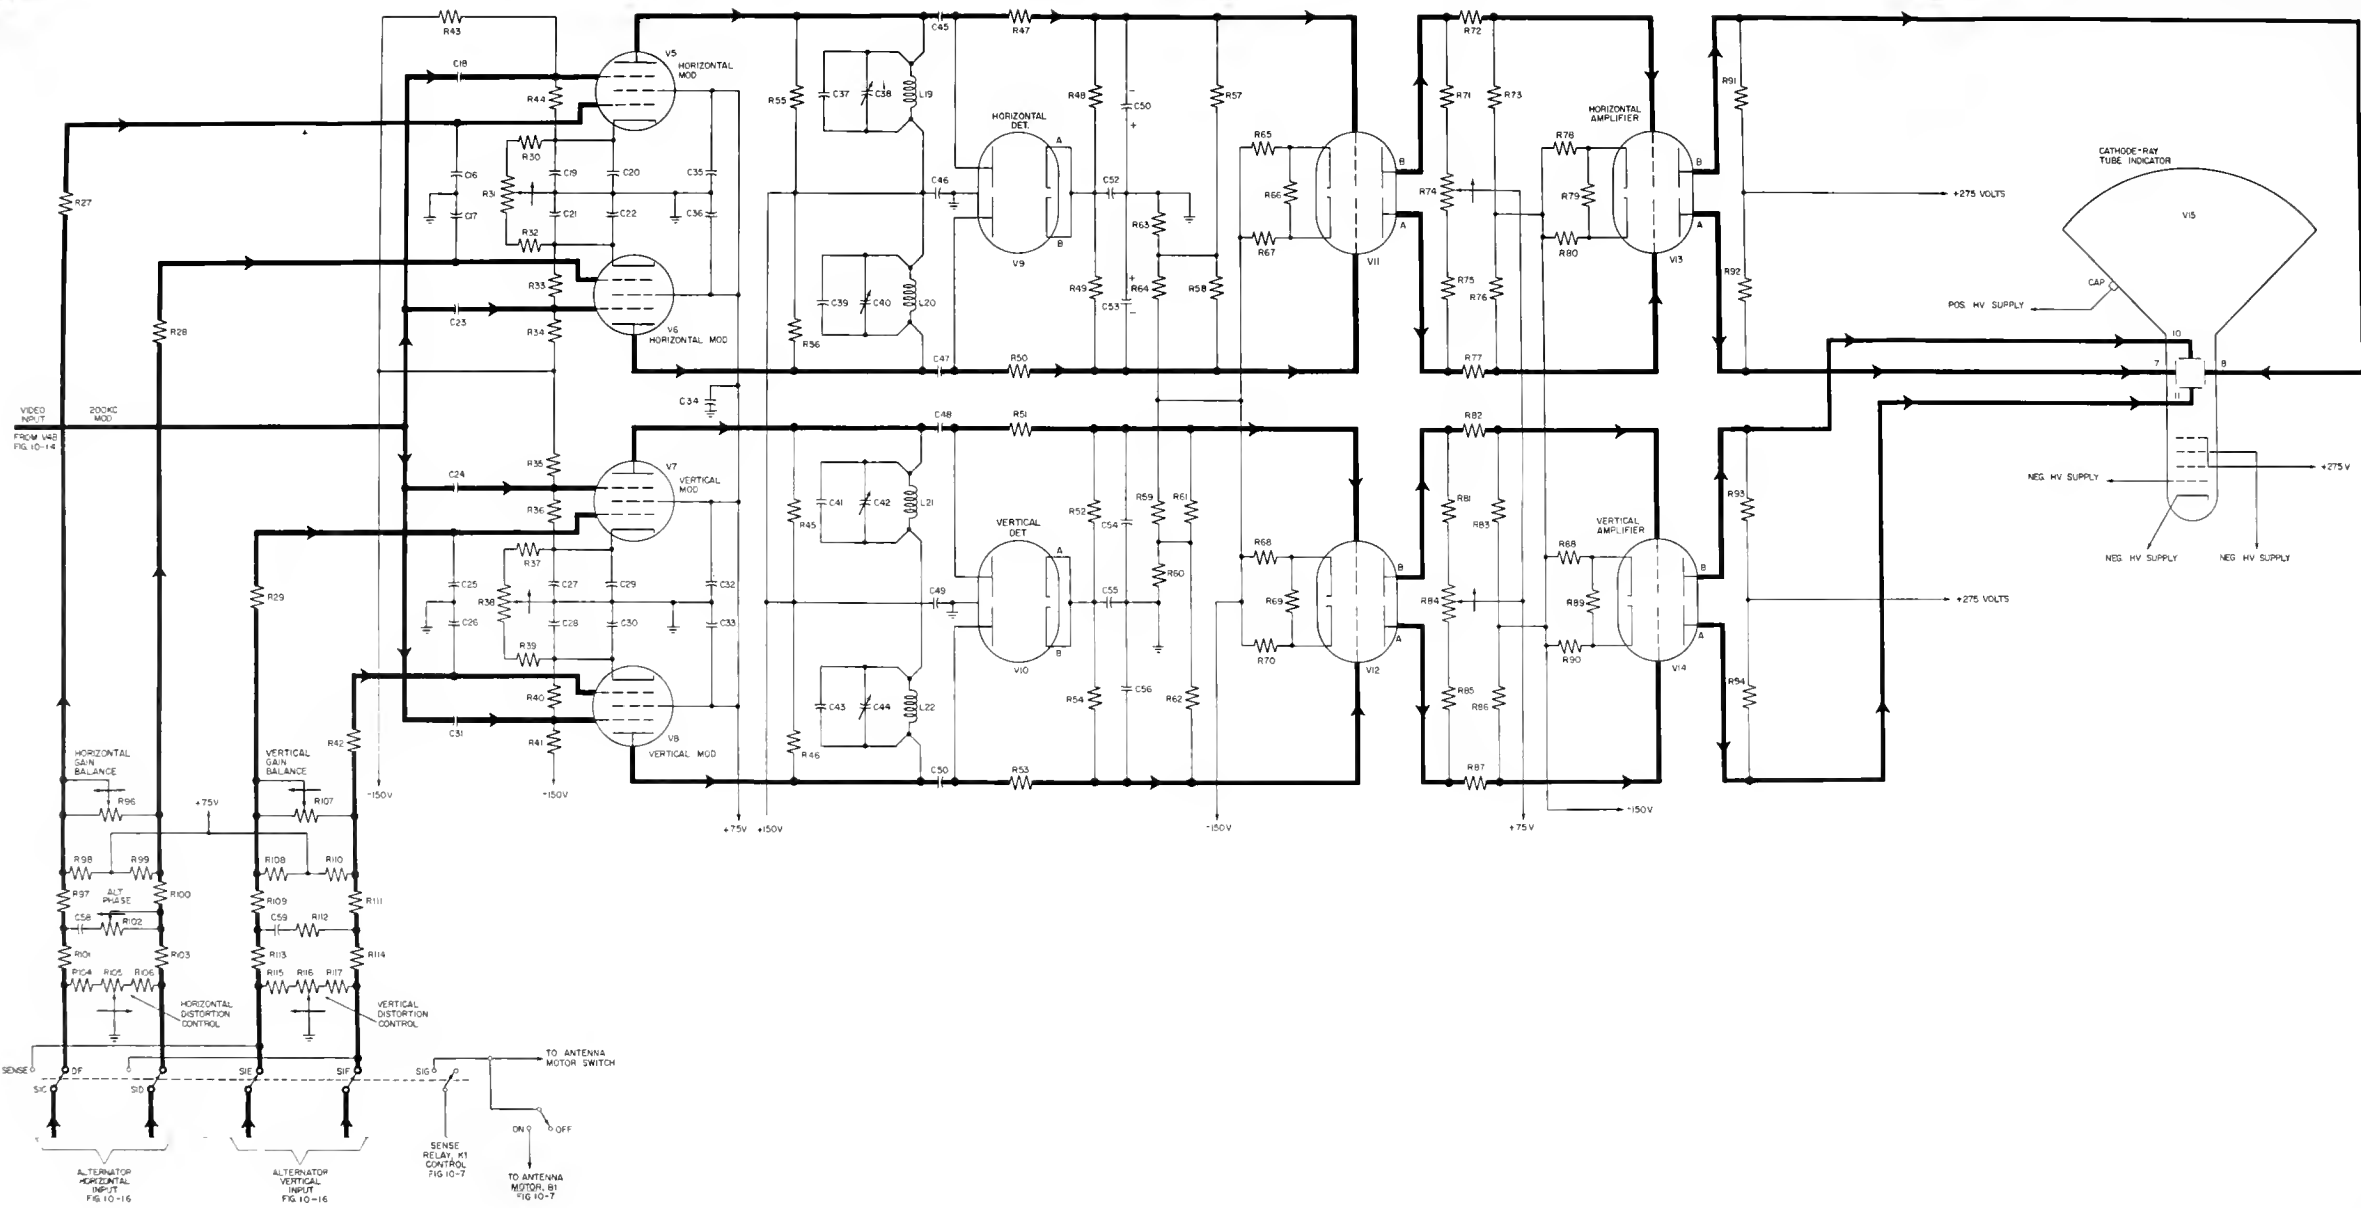 R43
C18
R44
R30
R31
R32
C19
C20
C21
C22
C35
C36
R33
R34
C23
V5
HORIZONTAL
MOD
V6
HORIZONTAL MOD
C34
R27
R28
C17
VIDEO
INPUT
200KC
MOD
FROM V4B
FIG. 10-14
R55
R56
C37
C38
L19
C39
C40
L20
C45
R47
C46
C47
R50
HORIZONTAL
DET.
A
B
V9
R48
R49
C50
+
-
C52
C53
+
-
R57
R58
R63
R64
R65
R66
R67
V11
B
A
R72
R71
R73
R74
R75
R76
R77
HORIZONTAL
AMPLIFIER
R78
R79
R80
V13
B
A
R91
R92
+275 VOLTS
CATHODE-RAY
TUBE INDICATOR
V15
CAP
POS. HV SUPPLY
10
7
8
11
+275 V
NEG. HV SUPPLY
NEG. HV SUPPLY
NEG. HV SUPPLY
C24
R35
R36
R37
R38
R39
R40
R41
C31
C25
C26
C27
C28
C29
C30
C32
C33
V7
VERTICAL
MOD
V8
VERTICAL MOD
R29
R42
R45
R46
C41
C42
L21
C43
C44
L22
C48
R51
C49
C50
R53
VERTICAL
DET
A
B
V10
R52
R54
C54
C55
C56
R59
R60
R61
R62
R68
R69
R70
V12
B
A
R82
R81
R83
R84
R85
R86
R87
VERTICAL
AMPLIFIER
R88
R89
R90
V14
B
A
R93
R94
+275 VOLTS
-150V
-150V
+75V
+150V
-150V
+75V
-150V
HORIZONTAL
GAIN
BALANCE
R96
+75V
VERTICAL
GAIN
BALANCE
R107
R98
R99
R108
R110
R97
ALT
PHASE
R100
R109
R111
C58
R102
C59
R112
R101
R103
R113
R114
R104
R105
R106
R115
R116
R117
HORIZONTAL
DISTORTION
CONTROL
VERTICAL
DISTORTION
CONTROL
SENSE
DF
S1C
S1D
S1E
S1F
S1G
TO ANTENNA
MOTOR SWITCH
ON
OFF
SENSE
RELAY, K1
CONTROL
FIG 10-7
TO ANTENNA
MOTOR, B1
FIG 10-7
ALTERNATOR
HORIZONTAL
INPUT
FIG 10-16
ALTERNATOR
VERTICAL
INPUT
FIG 10-16